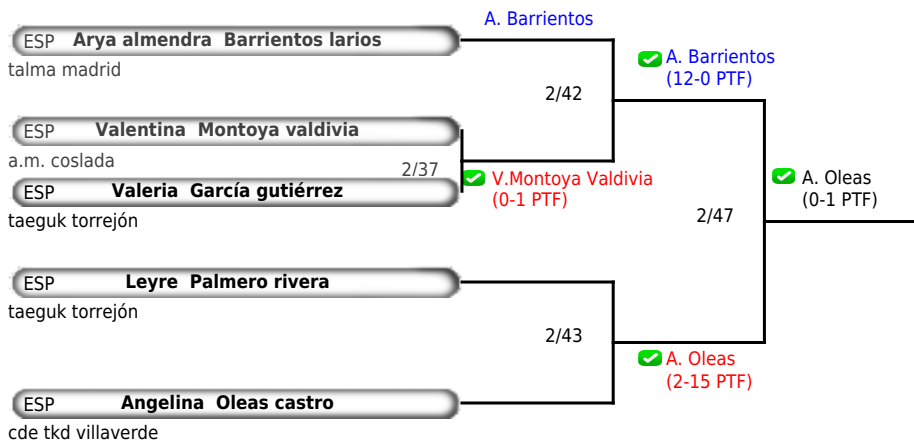 A. Barrientos
ESP Arya almendra Barrientos larios
talma madrid
A. Barrientos
(12-0 PTF)
2/42
ESP Valentina Montoya valdivia
a.m. coslada
2/37
V.Montoya Valdivia
(0-1 PTF)
ESP Valeria García gutiérrez
taeguk torrejón
A. Oleas
(0-1 PTF)
2/47
ESP Leyre Palmero rivera
taeguk torrejón
2/43
A. Oleas
(2-15 PTF)
ESP Angelina Oleas castro
cde tkd villaverde